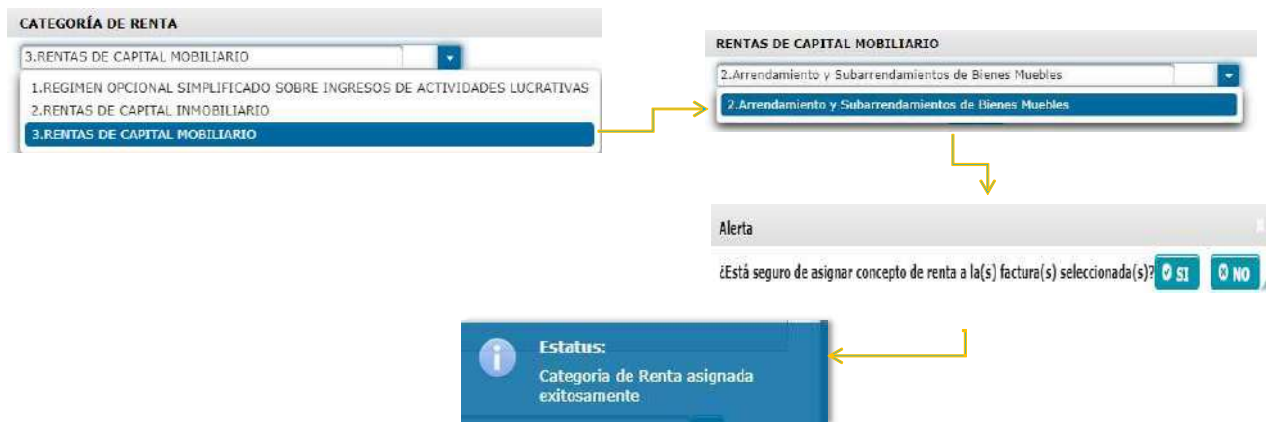 CATEGORÍA DE RENTA
3.RENTAS DE CAPITAL MOBILIARIO
1.REGIMEN OPCIONAL SIMPLIFICADO SOBRE INGRESOS DE ACTIVIDADES LUCRATIVAS
2.RENTAS DE CAPITAL INMOBILIARIO
3.RENTAS DE CAPITAL MOBILIARIO
RENTAS DE CAPITAL MOBILIARIO
2.Arrendamiento y Subarrendamientos de Bienes Muebles
2.Arrendamiento y Subarrendamientos de Bienes Muebles
Alerta
¿Está seguro de asignar concepto de renta a la(s) factura(s) seleccionada(s)? SI NO
Estatus:
Categoria de Renta asignada
exitosamente